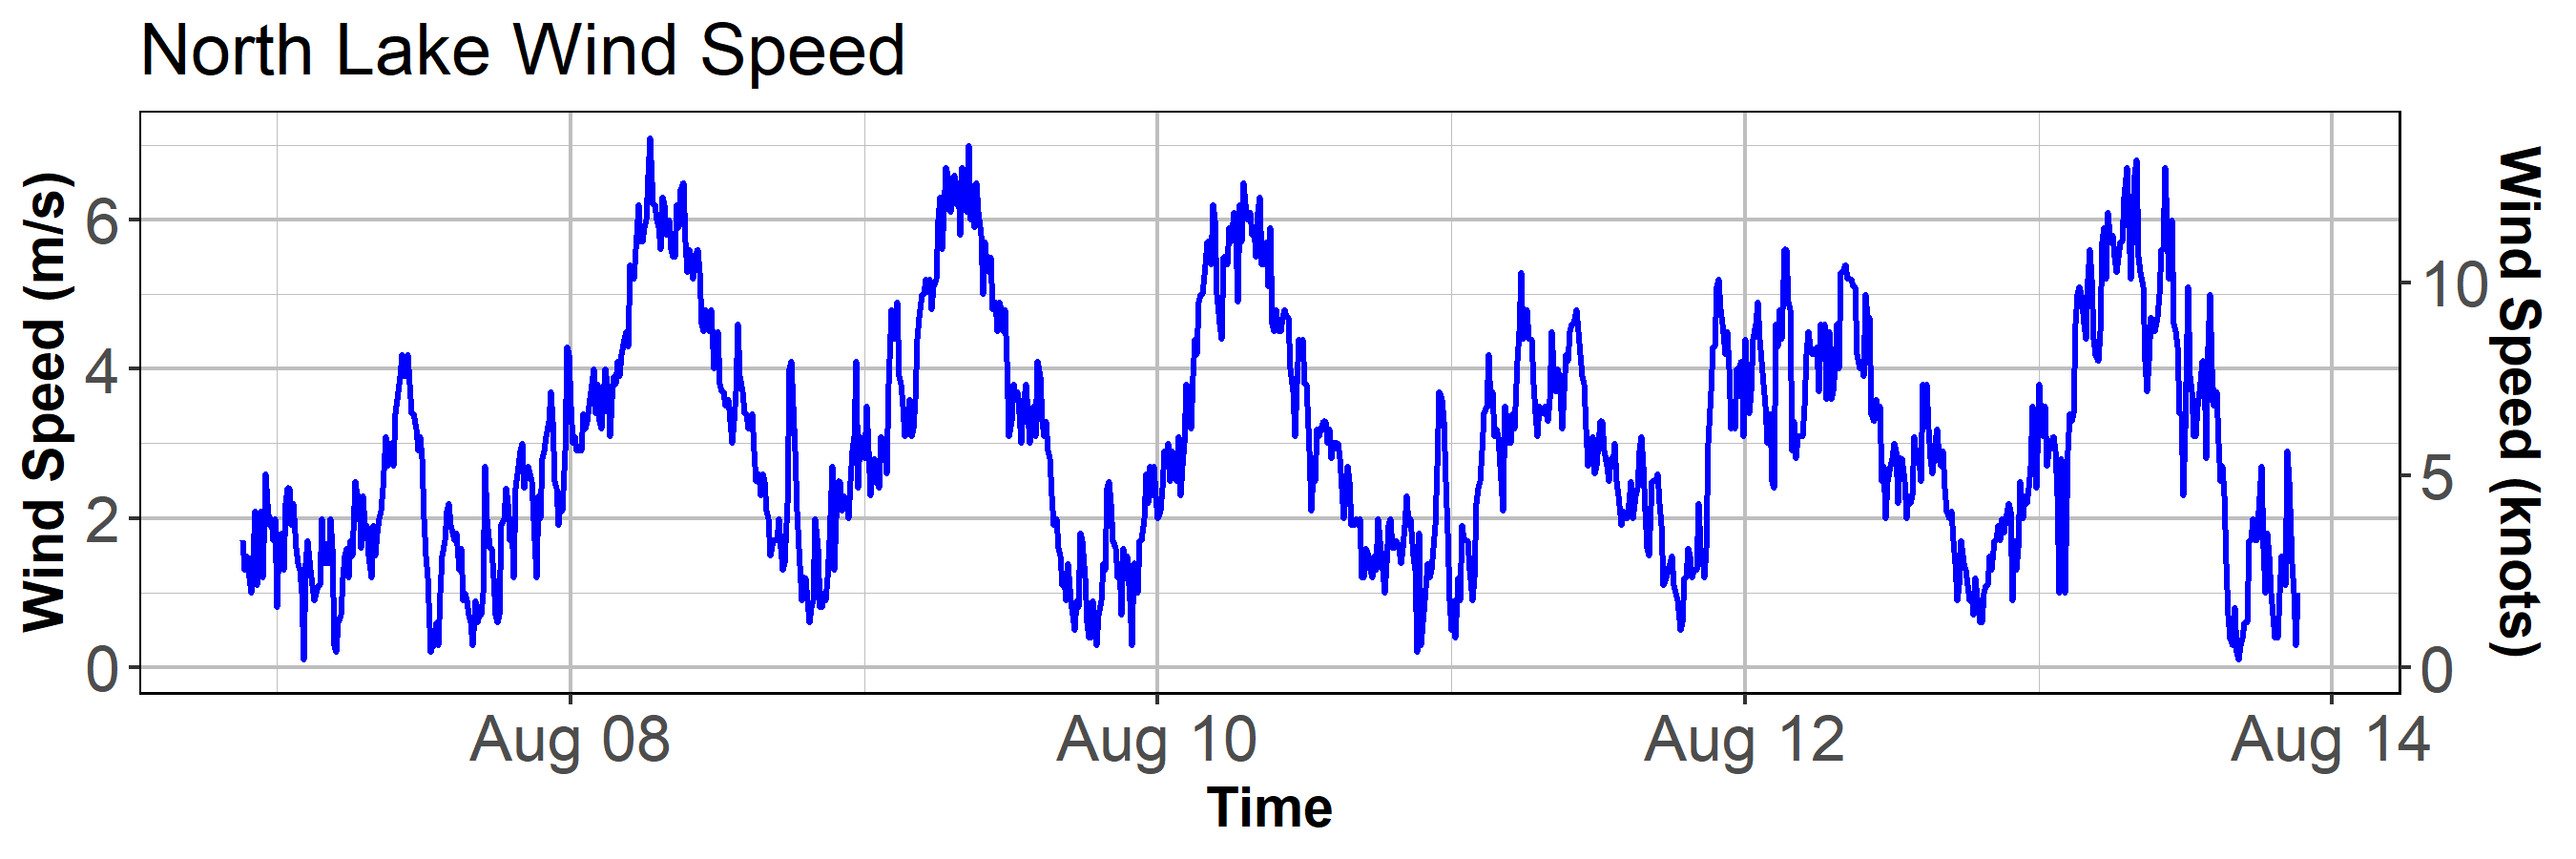 North Lake Wind Speed
Wind Speed (m/s)
6
4
2
0
Wind Speed (knots)
10
5
0
Aug 08
Aug 10
Aug 12
Aug 14
Time